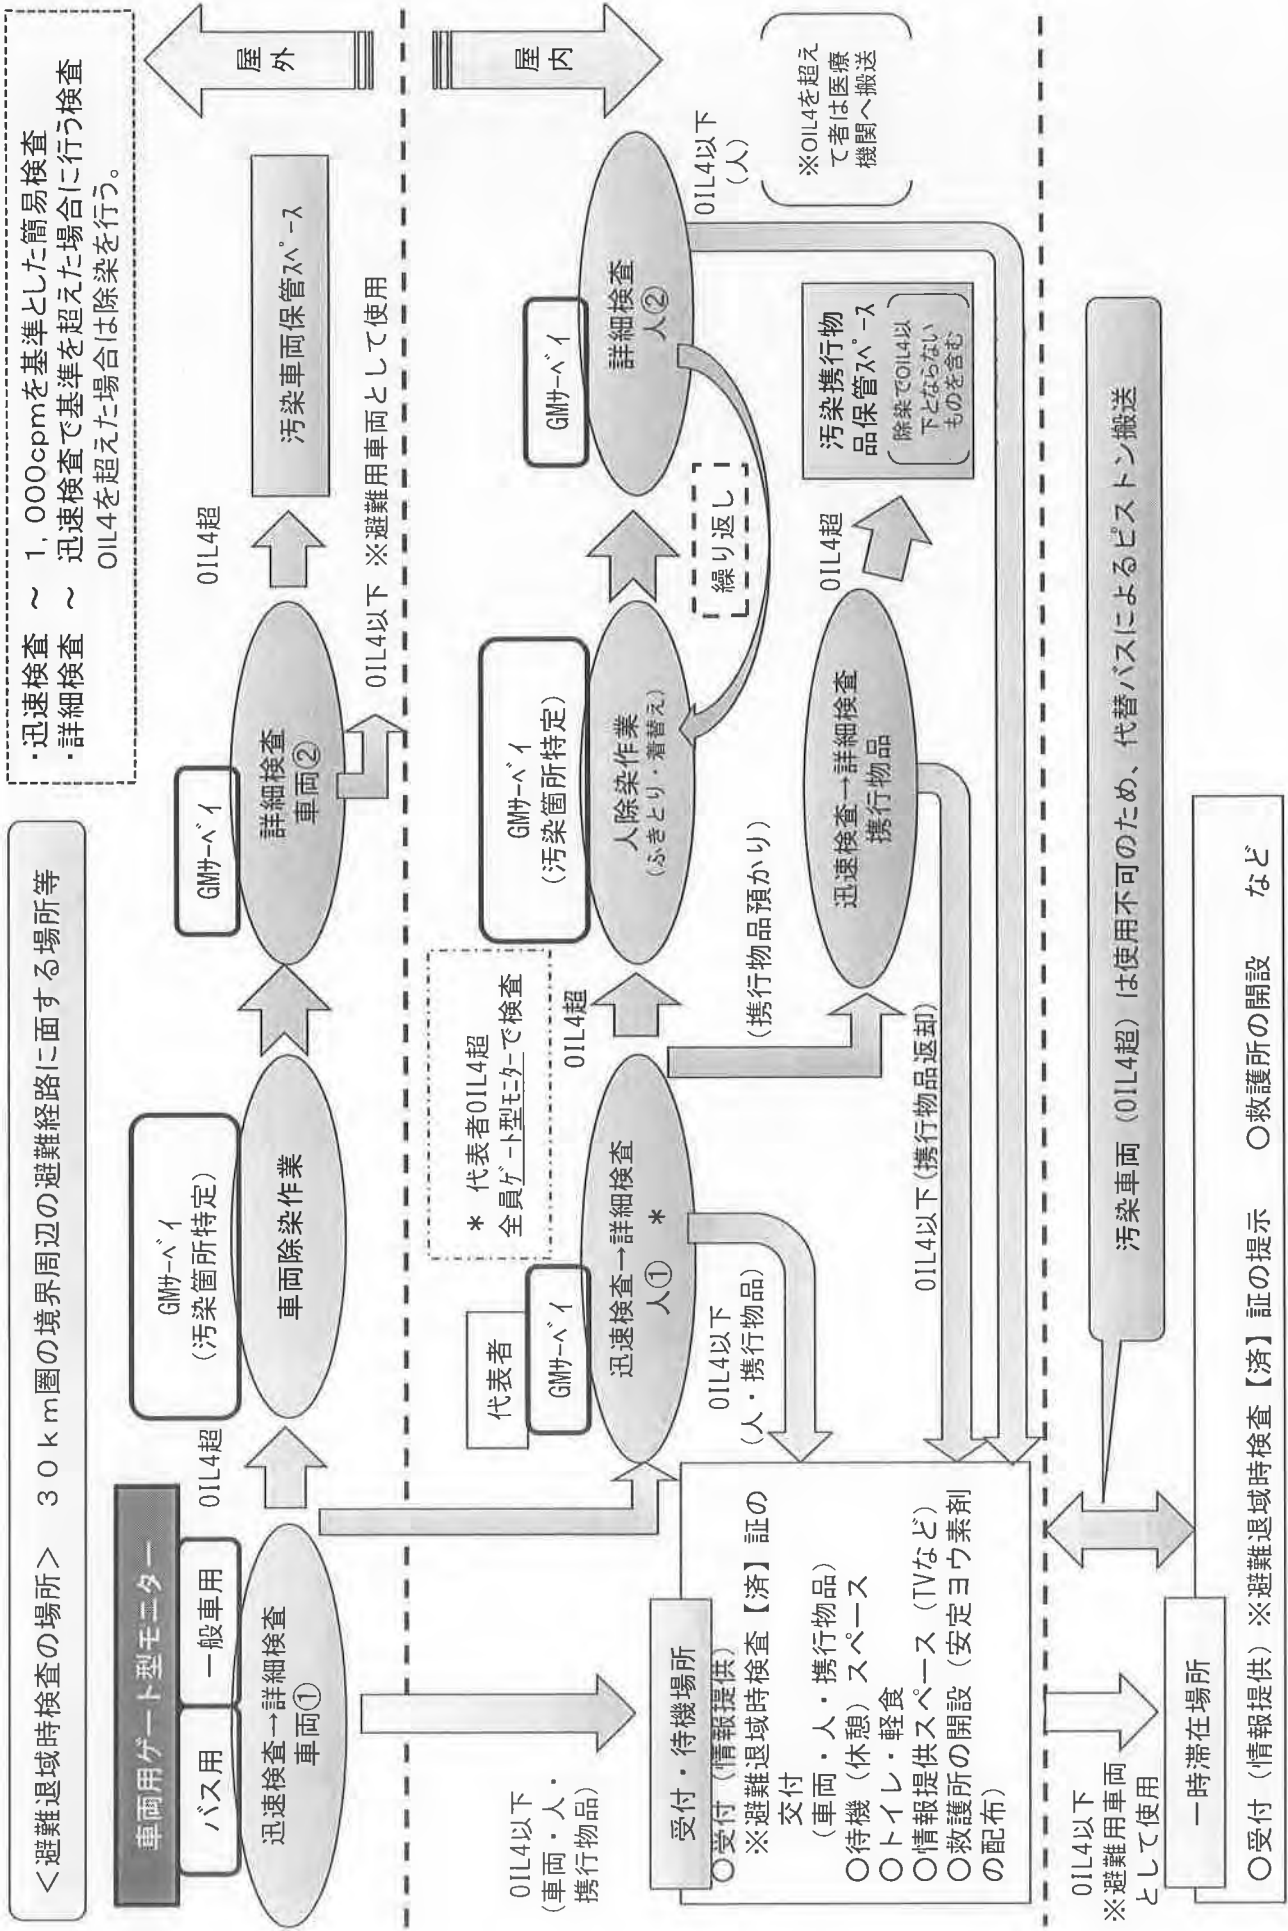 ＜避難退域時検査の場所＞　３０ｋｍ圏の境界周辺の避難経路に面する場所等
・迅速検査　～　1,000cpmを基準とした簡易検査
・詳細検査　～　迅速検査で基準を超えた場合に行う検査
OIL4を超えた場合は除染を行う。
車両用ゲート型モニター
バス用
一般車用
迅速検査→詳細検査
車両①
OIL4超
GMｻｰﾍﾞｲ
（汚染箇所特定）
車両除染作業
GMｻｰﾍﾞｲ
詳細検査
車両②
OIL4超
汚染車両保管ｽﾍﾟｰｽ
OIL4以下 ※避難用車両として使用
屋外
屋内
OIL4以下
（車両・人・
携行物品）
代表者
GMｻｰﾍﾞｲ
迅速検査→詳細検査
人①　＊
＊ 代表者OIL4超
全員ｹﾞｰﾄ型ﾓﾆﾀｰで検査
OIL4超
GMｻｰﾍﾞｲ
（汚染箇所特定）
人除染作業
（ふきとり・着替え）
GMｻｰﾍﾞｲ
詳細検査
人②
繰り返し
OIL4以下
（人）
※OIL4を超え
て者は医療
機関へ搬送
OIL4以下
（人・携行物品）
（携行物品預かり）
迅速検査→詳細検査
携行物品
OIL4超
汚染携行物
品保管ｽﾍﾟｰｽ
除染でOIL4以
下とならない
ものを含む
OIL4以下（携行物品返却）
受付・待機場所
○受付（情報提供）
※避難退域時検査【済】証の
交付
（車両・人・携行物品）
○待機（休憩）スペース
○トイレ・軽食
○情報提供スペース（TVなど）
○救護所の開設（安定ヨウ素剤
の配布）
汚染車両（OIL4超）は使用不可のため、代替バスによるピストン搬送
OIL4以下
※避難用車両
として使用
一時滞在場所
○受付（情報提供）※避難退域時検査【済】証の提示　　○救護所の開設　　など